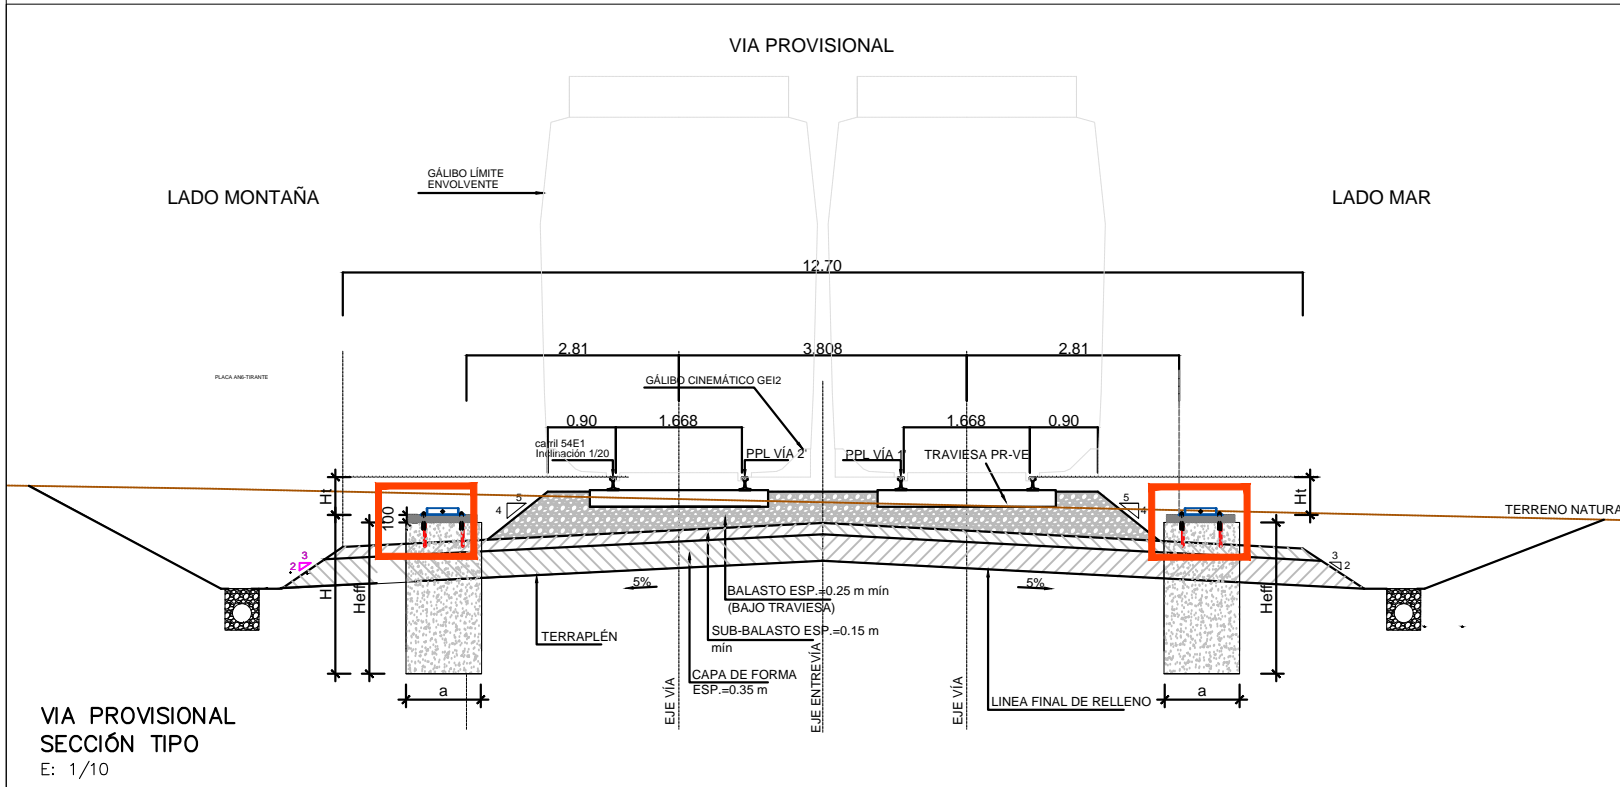 VIA PROVISIONAL
GÁLIBO LÍMITE
ENVOLVENTE
LADO MONTAÑA
LADO MAR
12.70
2.81
3.808
2.81
PLACA AN6-TIRANTE
GÁLIBO CINEMÁTICO GEI2
0.90
1.668
1.668
0.90
carril 54E1
Inclinación 1/20
PPL VÍA 2'
PPL VÍA 1'
TRAVIESA PR-VE
Ht
Ht
5
4
5
4
100
TERRENO NATURA
3
2
3
2
H
Heff
Heff
5%
5%
BALASTO ESP.=0.25 m mín
(BAJO TRAVIESA)
TERRAPLÉN
SUB-BALASTO ESP.=0.15 m
mín
CAPA DE FORMA
ESP.=0.35 m
EJE VÍA
EJE ENTREVÍA
EJE VÍA
LINEA FINAL DE RELLENO
a
a
VIA PROVISIONAL
SECCIÓN TIPO
E: 1/10